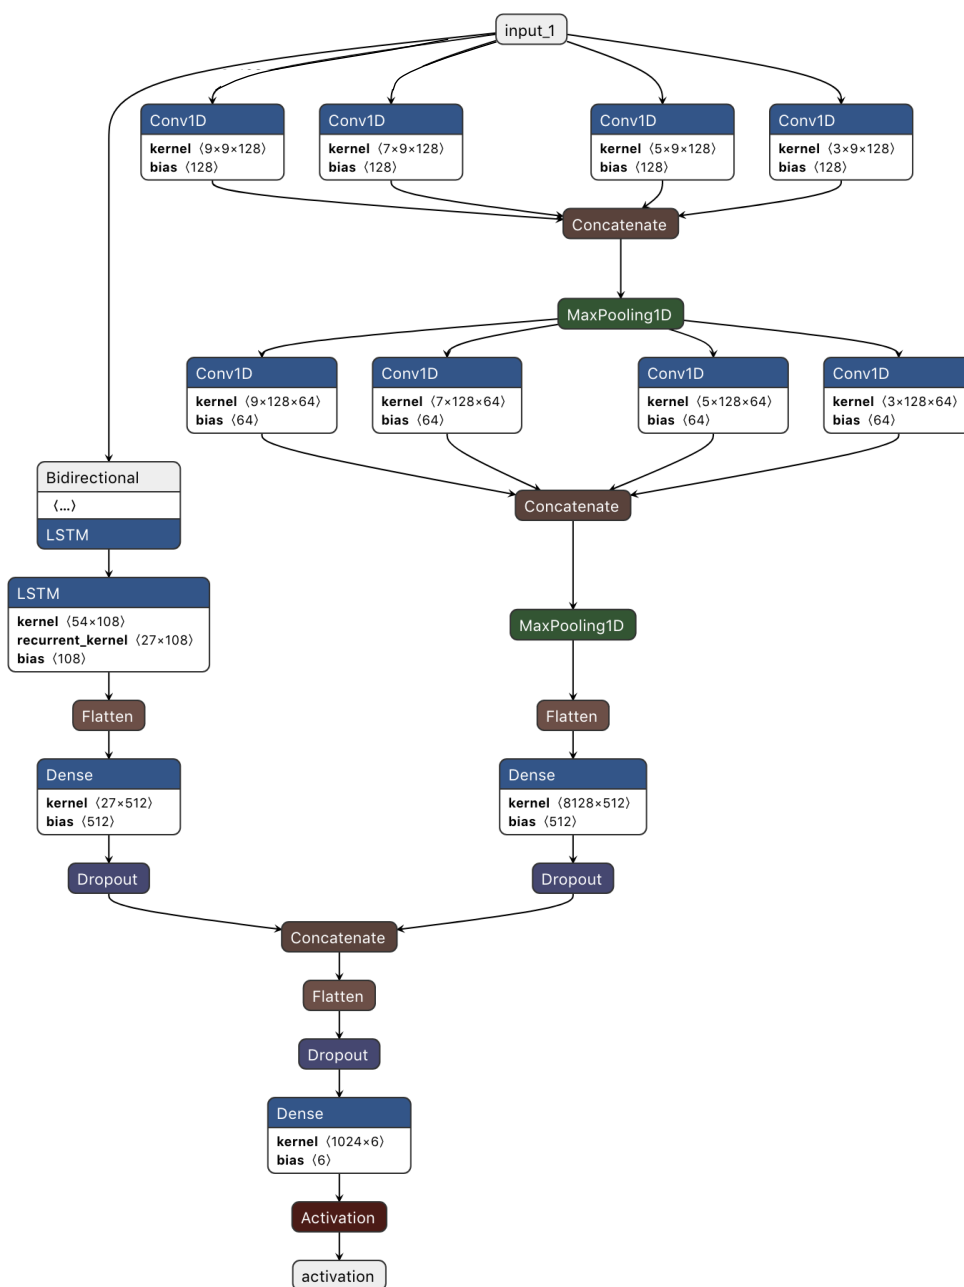 input_1
Conv1D
kernel ⟨9×9×128⟩
bias ⟨128⟩
Conv1D
kernel ⟨7×9×128⟩
bias ⟨128⟩
Conv1D
kernel ⟨5×9×128⟩
bias ⟨128⟩
Conv1D
kernel ⟨3×9×128⟩
bias ⟨128⟩
Concatenate
MaxPooling1D
Conv1D
kernel ⟨9×128×64⟩
bias ⟨64⟩
Conv1D
kernel ⟨7×128×64⟩
bias ⟨64⟩
Conv1D
kernel ⟨5×128×64⟩
bias ⟨64⟩
Conv1D
kernel ⟨3×128×64⟩
bias ⟨64⟩
Bidirectional
⟨…⟩
LSTM
Concatenate
LSTM
kernel ⟨54×108⟩
recurrent_kernel ⟨27×108⟩
bias ⟨108⟩
MaxPooling1D
Flatten
Flatten
Dense
kernel ⟨27×512⟩
bias ⟨512⟩
Dense
kernel ⟨8128×512⟩
bias ⟨512⟩
Dropout
Dropout
Concatenate
Flatten
Dropout
Dense
kernel ⟨1024×6⟩
bias ⟨6⟩
Activation
activation